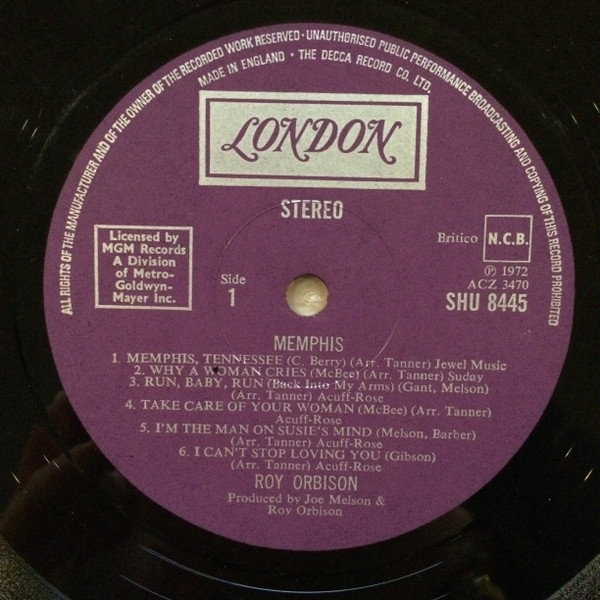 ALL RIGHTS OF THE MANUFACTURER AND OF THE OWNER OF THE RECORDED WORK RESERVED · UNAUTHORISED PUBLIC PERFORMANCE BROADCASTING AND COPYING OF THIS RECORD PROHIBITED
MADE IN ENGLAND · THE DECCA RECORD CO. LTD.
LONDON
STEREO
Licensed by
MGM Records
A Division
of Metro-
Goldwyn-
Mayer Inc.
Side
1
Britico N.C.B.
℗ 1972
ACZ 3470
SHU 8445
MEMPHIS
1. MEMPHIS, TENNESSEE (C. Berry) (Arr. Tanner) Jewel Music
2. WHY A WOMAN CRIES (McBee) (Arr. Tanner) Suday
3. RUN, BABY, RUN (Back Into My Arms) (Gant, Melson)
(Arr. Tanner) Acuff-Rose
4. TAKE CARE OF YOUR WOMAN (McBee) (Arr. Tanner)
Acuff-Rose
5. I'M THE MAN ON SUSIE'S MIND (Melson, Barber)
(Arr. Tanner) Acuff-Rose
6. I CAN'T STOP LOVING YOU (Gibson)
(Arr. Tanner) Acuff-Rose
ROY ORBISON
Produced by Joe Melson &
Roy Orbison